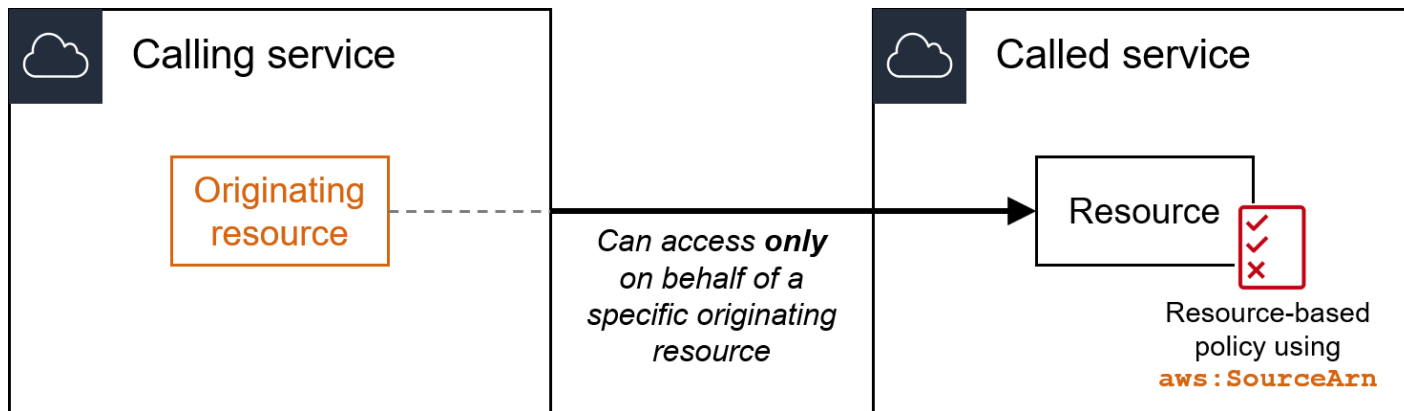 Calling service
Called service
Originating
resource
Can access only
on behalf of a
specific originating
resource
Resource
Resource-based
policy using
aws:SourceArn